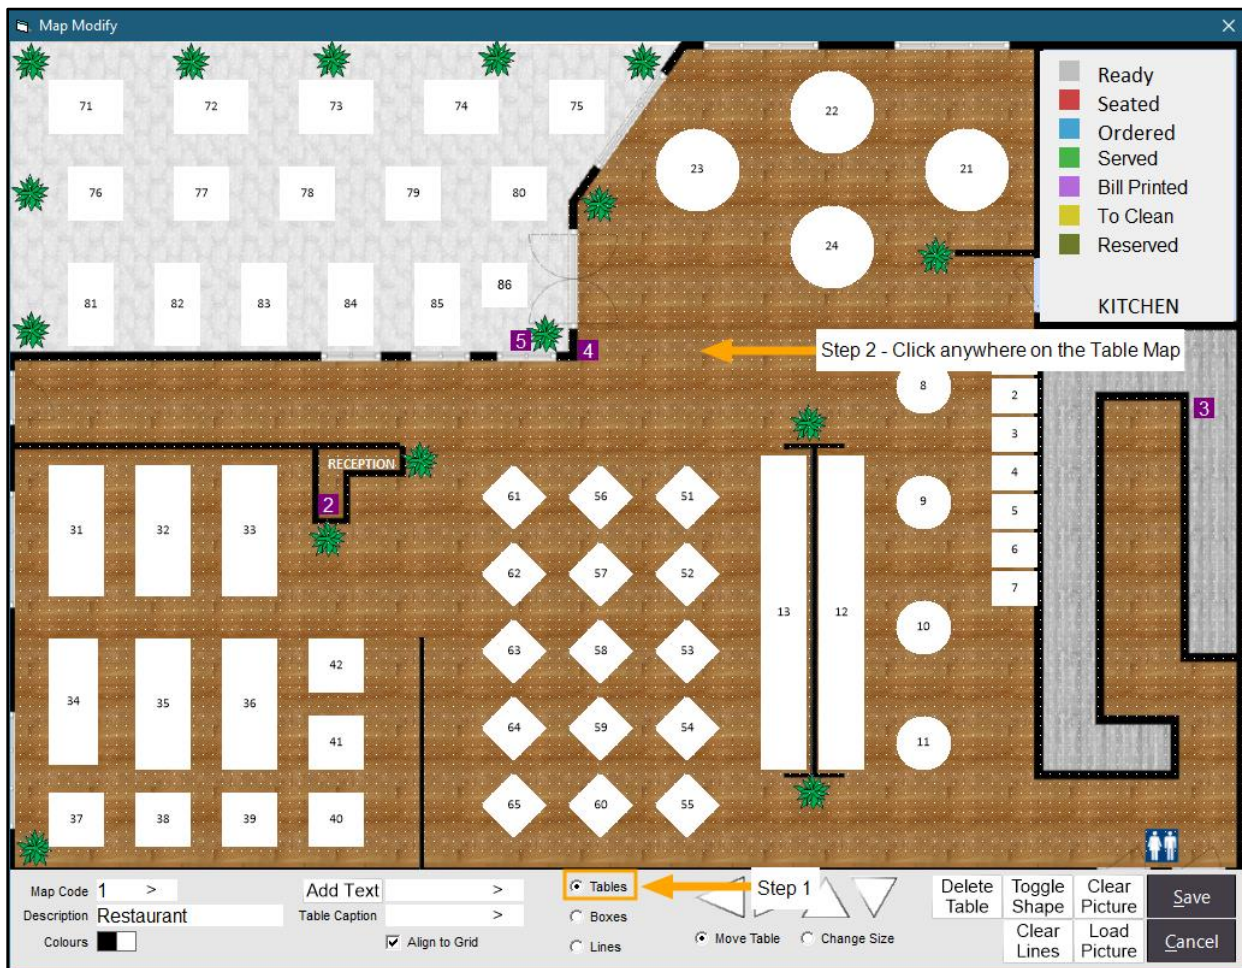 Map Modify
Ready
Seated
Ordered
Served
Bill Printed
To Clean
Reserved
KITCHEN
71 72 73 74 75
22
23 21
76 77 78 79 80
24
86
81 82 83 84 85
5
4
Step 2 - Click anywhere on the Table Map
8
2
3
3
RECEPTION
4
61 56 51
2
9
5
31 32 33
6
62 57 52
7
13 12
10
42
63 58 53
34 35 36
64 59 54
41
11
65 60 55
37 38 39 40
Map Code 1 >
Add Text >
Tables
Step 1
Delete Table
Toggle Shape
Clear Picture
Save
Description Restaurant
Table Caption >
Boxes
Colours
Align to Grid
Lines
Move Table
Change Size
Clear Lines
Load Picture
Cancel